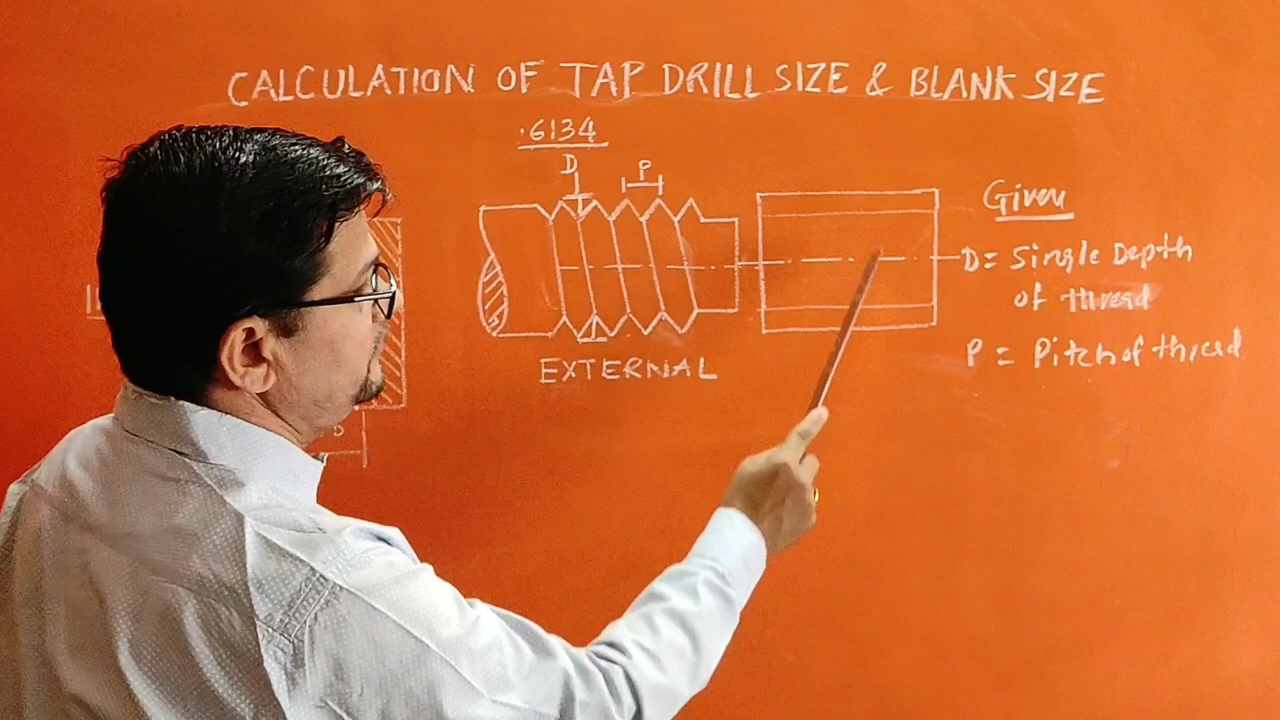 CALCULATION OF TAP DRILL SIZE & BLANK SIZE
.6134
D
P
EXTERNAL
Given
D = Single Depth
of thread
P = Pitch of thread